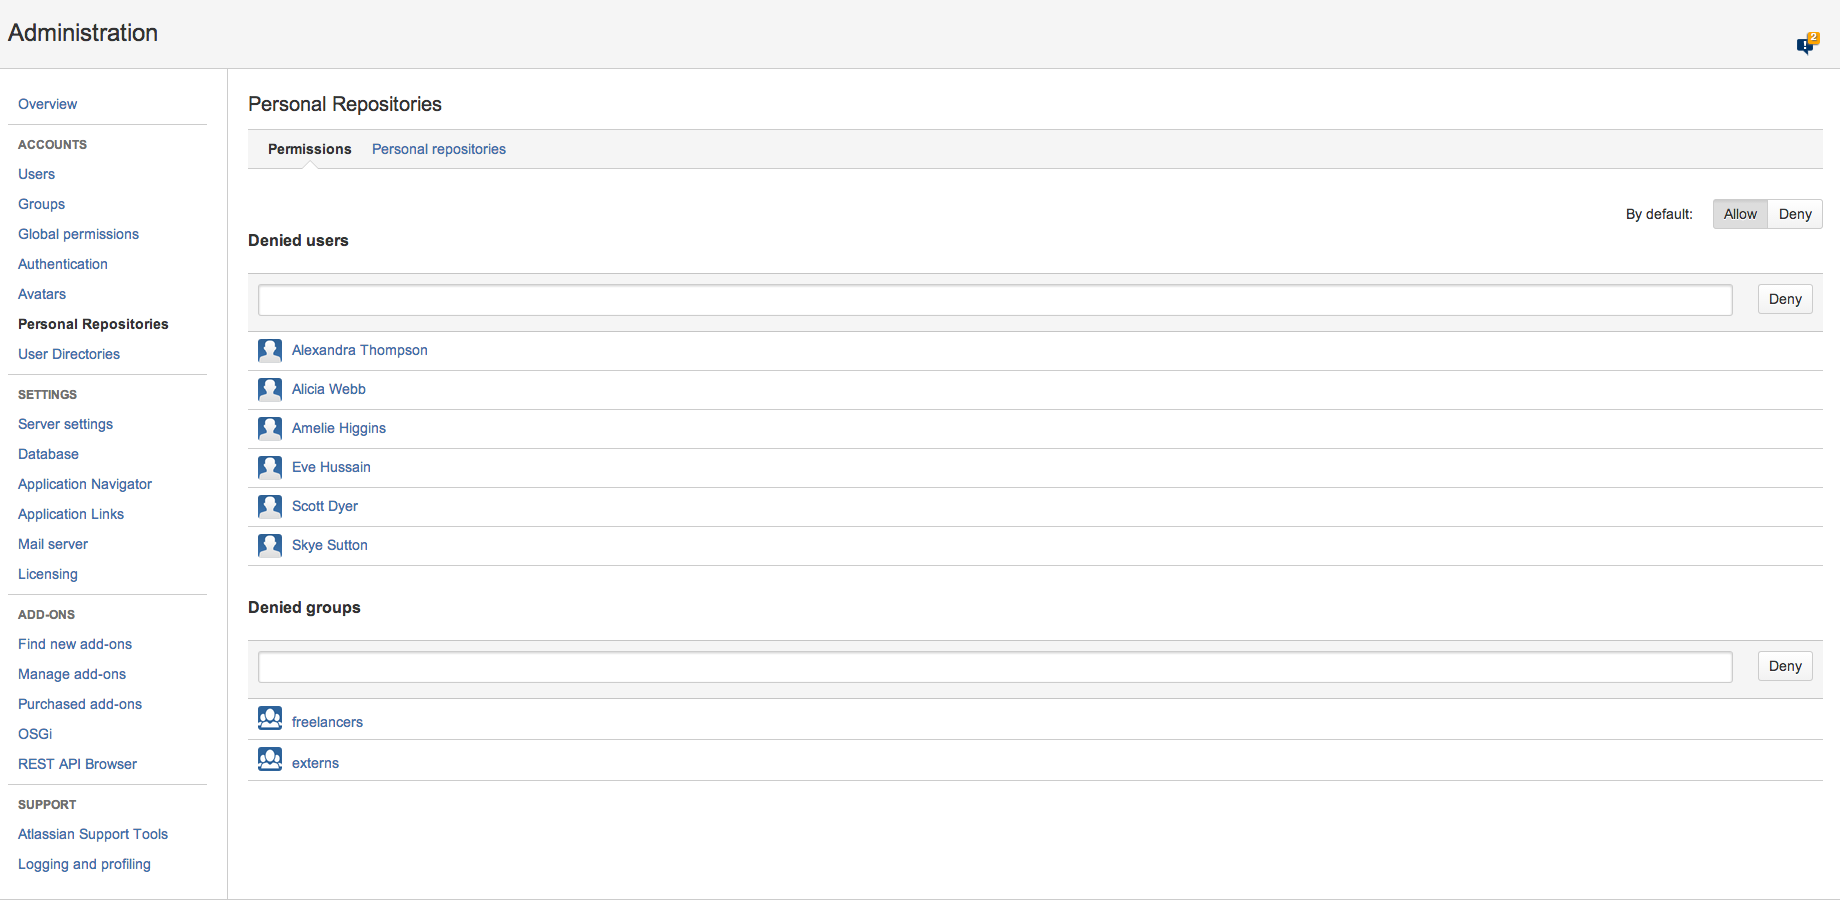 Administration
2
Overview
ACCOUNTS
Users
Groups
Global permissions
Authentication
Avatars
Personal Repositories
User Directories
SETTINGS
Server settings
Database
Application Navigator
Application Links
Mail server
Licensing
ADD-ONS
Find new add-ons
Manage add-ons
Purchased add-ons
OSGi
REST API Browser
SUPPORT
Atlassian Support Tools
Logging and profiling
Personal Repositories
Permissions Personal repositories
By default: Allow Deny
Denied users
Deny
Alexandra Thompson
Alicia Webb
Amelie Higgins
Eve Hussain
Scott Dyer
Skye Sutton
Denied groups
Deny
freelancers
externs